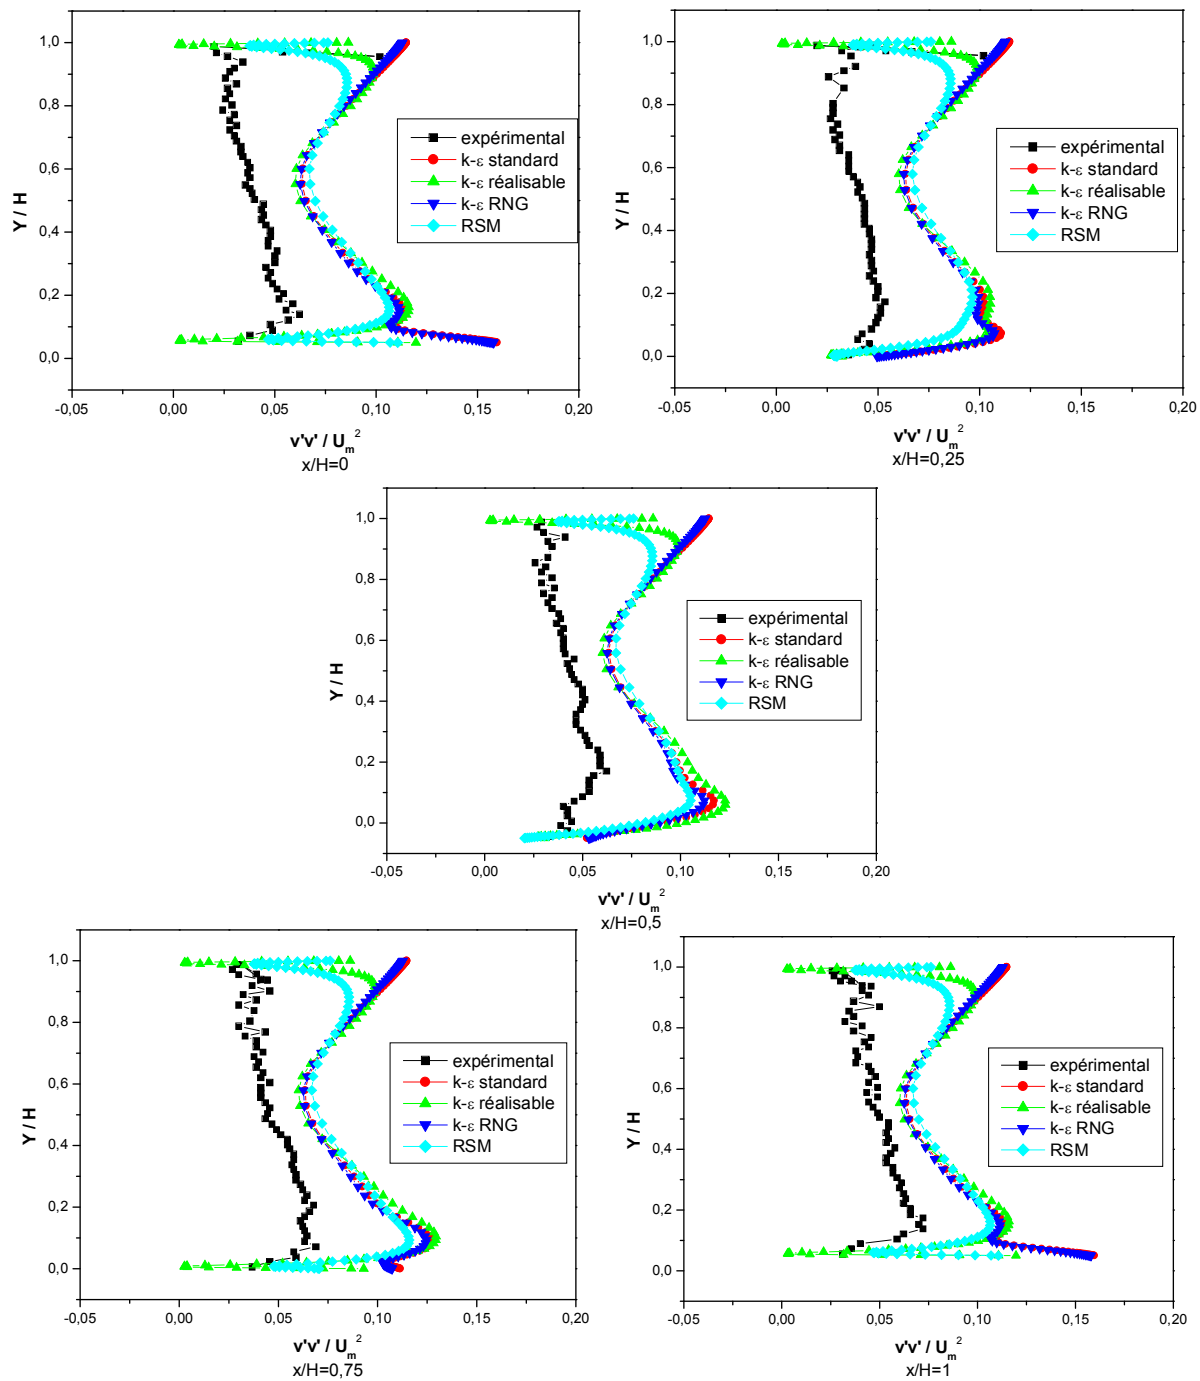 1,0
0,8
0,6
0,4
0,2
0,0
Y / H
-0,05 0,00 0,05 0,10 0,15 0,20
v'v' / U_m^2
x/H=0
expérimental
k-ε standard
k-ε réalisable
k-ε RNG
RSM
1,0
0,8
0,6
0,4
0,2
0,0
Y / H
-0,05 0,00 0,05 0,10 0,15 0,20
v'v' / U_m^2
x/H=0,25
expérimental
k-ε standard
k-ε réalisable
k-ε RNG
RSM
1,0
0,8
0,6
0,4
0,2
0,0
Y / H
-0,05 0,00 0,05 0,10 0,15 0,20
v'v' / U_m^2
x/H=0,5
expérimental
k-ε standard
k-ε réalisable
k-ε RNG
RSM
1,0
0,8
0,6
0,4
0,2
0,0
Y / H
-0,05 0,00 0,05 0,10 0,15 0,20
v'v' / U_m^2
x/H=0,75
expérimental
k-ε standard
k-ε réalisable
k-ε RNG
RSM
1,0
0,8
0,6
0,4
0,2
0,0
Y / H
-0,05 0,00 0,05 0,10 0,15 0,20
v'v' / U_m^2
x/H=1
expérimental
k-ε standard
k-ε réalisable
k-ε RNG
RSM